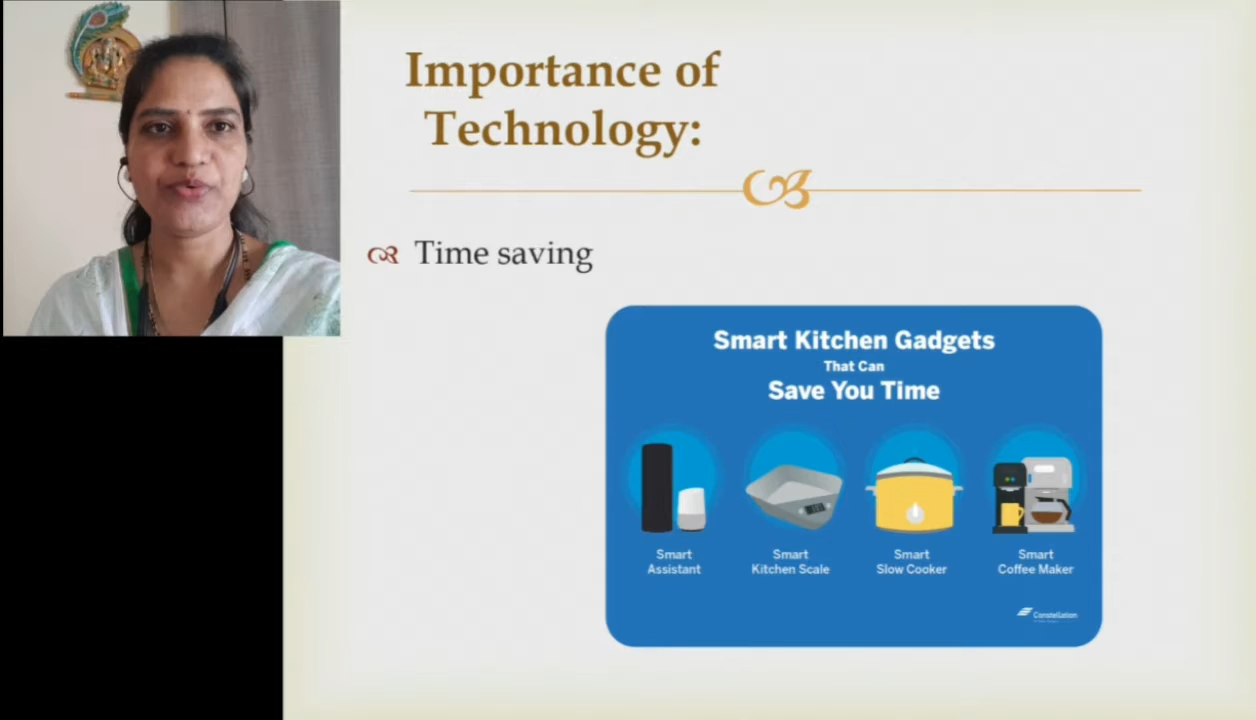 Importance of
Technology:
Time saving
Smart Kitchen Gadgets
That Can
Save You Time
Smart
Assistant
Smart
Kitchen Scale
Smart
Slow Cooker
Smart
Coffee Maker
Constellation